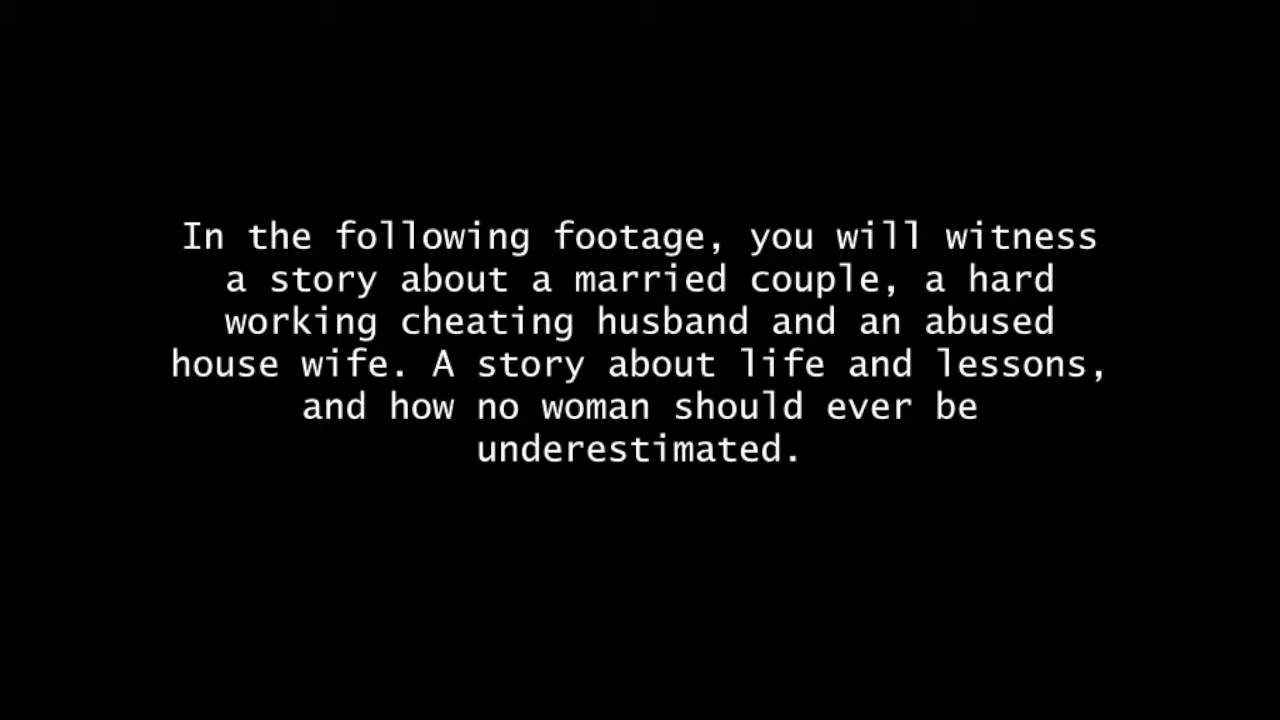 In the following footage, you will witness
a story about a married couple, a hard
working cheating husband and an abused
house wife. A story about life and lessons,
and how no woman should ever be
underestimated.